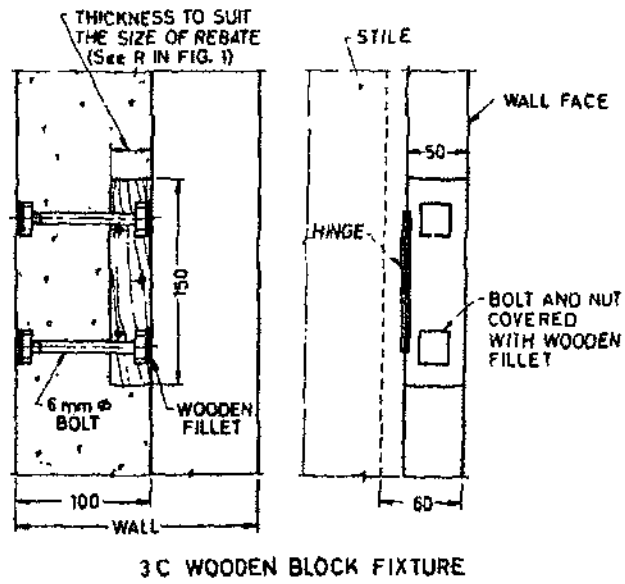 THICKNESS TO SUIT
THE SIZE OF REBATE
(See R IN FIG. 1)
STILE
WALL FACE
50
HINGE
150
BOLT AND NUT
COVERED
WITH WOODEN
FILLET
6 mm ϕ
BOLT
WOODEN
FILLET
100
60
WALL
3C WOODEN BLOCK FIXTURE